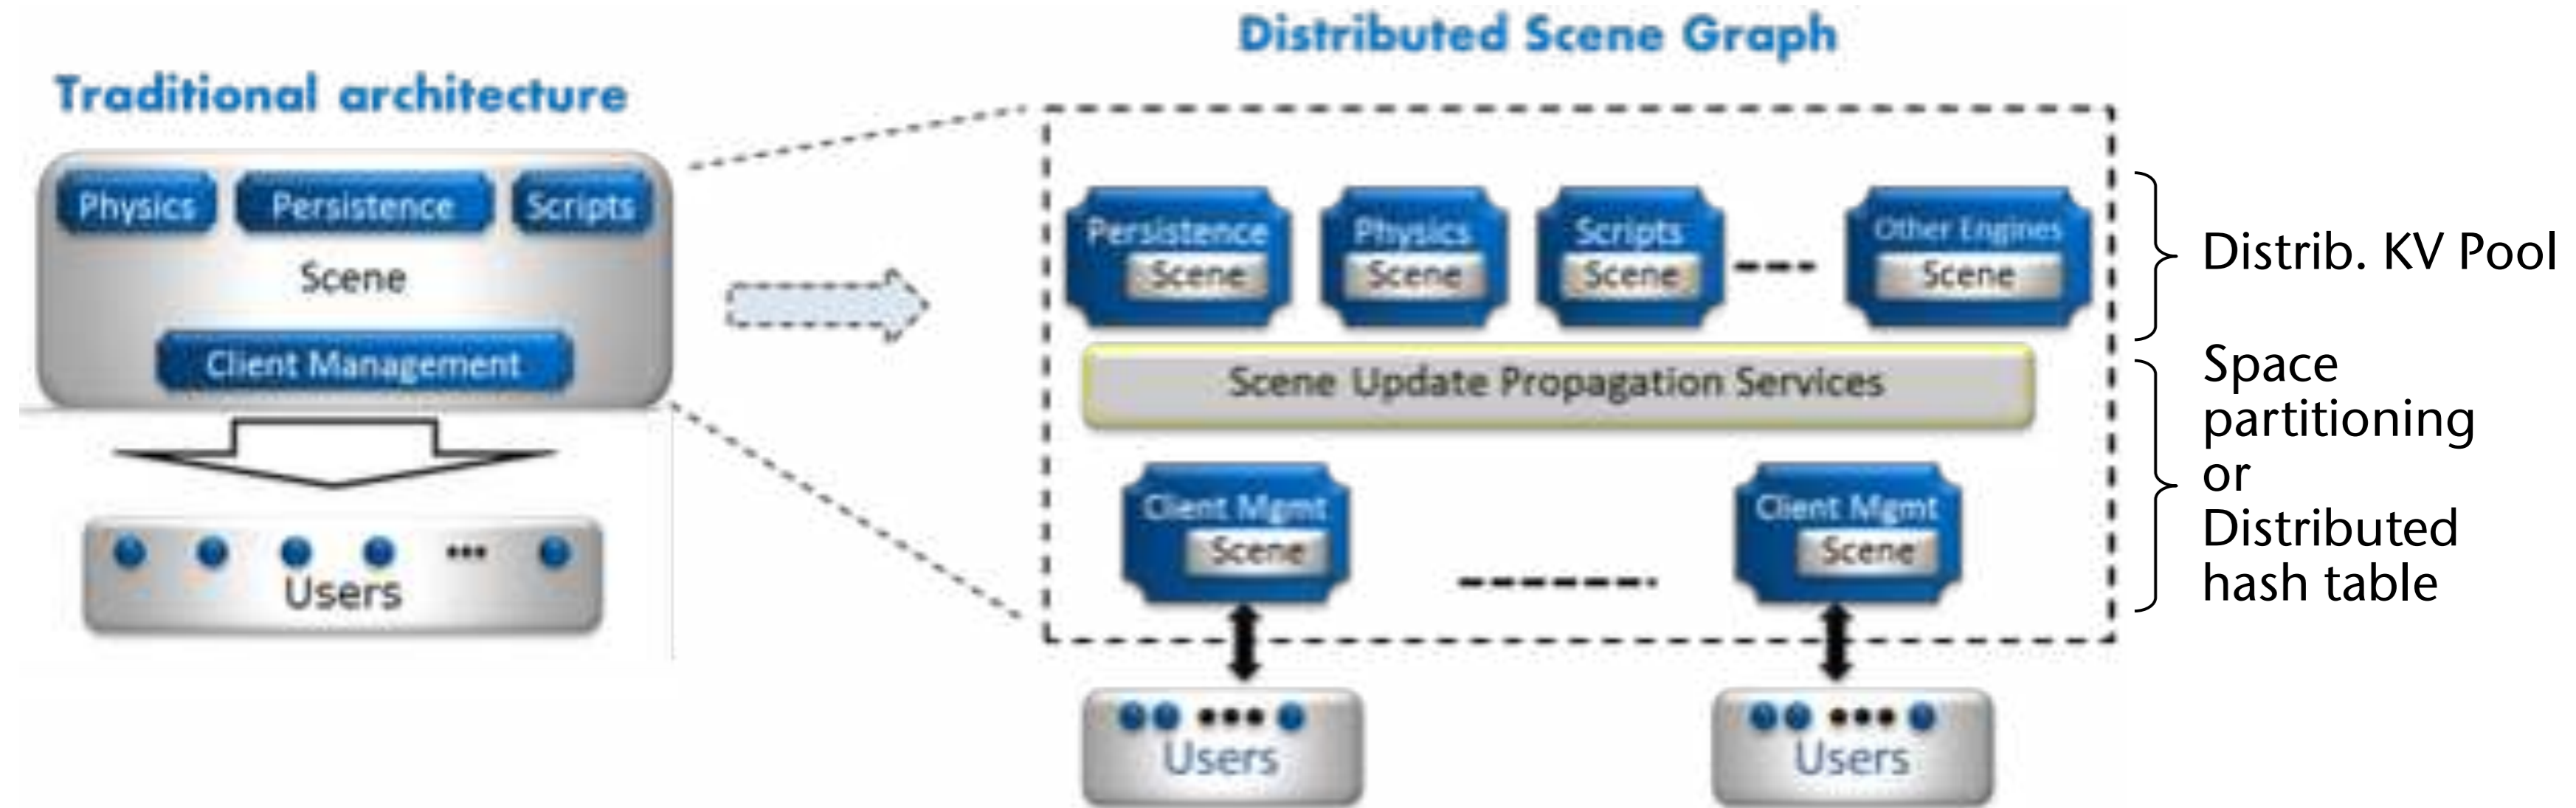 Traditional architecture
Physics
Persistence
Scripts
Scene
Client Management
Users
Distributed Scene Graph
Persistence
Scene
Physics
Scene
Scripts
Scene
Other Engines
Scene
Scene Update Propagation Services
Client Mgmt
Scene
Client Mgmt
Scene
Users
Users
Distrib. KV Pool
Space
partitioning
or
Distributed
hash table